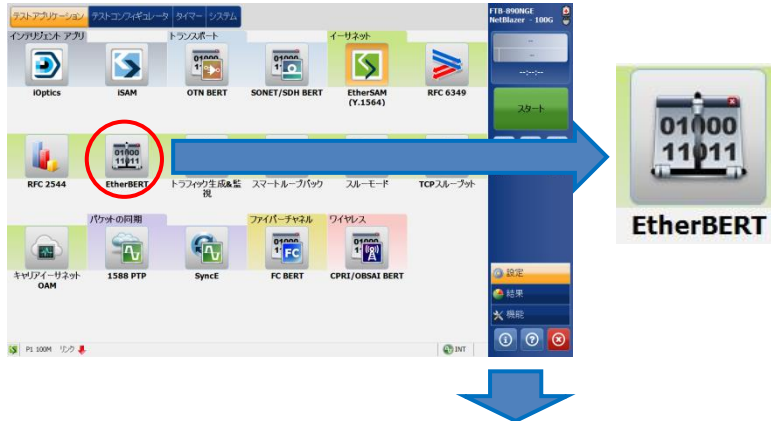 テストアプリケーション テストコンフィギュレータ タイマー システム
FTB-890NGE
NetBlazer - 100G
インテリジェント アプリ トランスポート イーサネット
--
--
--:--:--
iOptics iSAM OTN BERT SONET/SDH BERT EtherSAM (Y.1564) RFC 6349
スタート
01000
11011
RFC 2544 EtherBERT トラフィック生成&監視 スマートループバック スルーモード TCPスループット
01000
11011
EtherBERT
パケットの同期 ファイバーチャネル ワイヤレス
FC
キャリアイーサネット OAM 1588 PTP SyncE FC BERT CPRI/OBSAI BERT
設定
結果
機能
P1 100M リンク INT